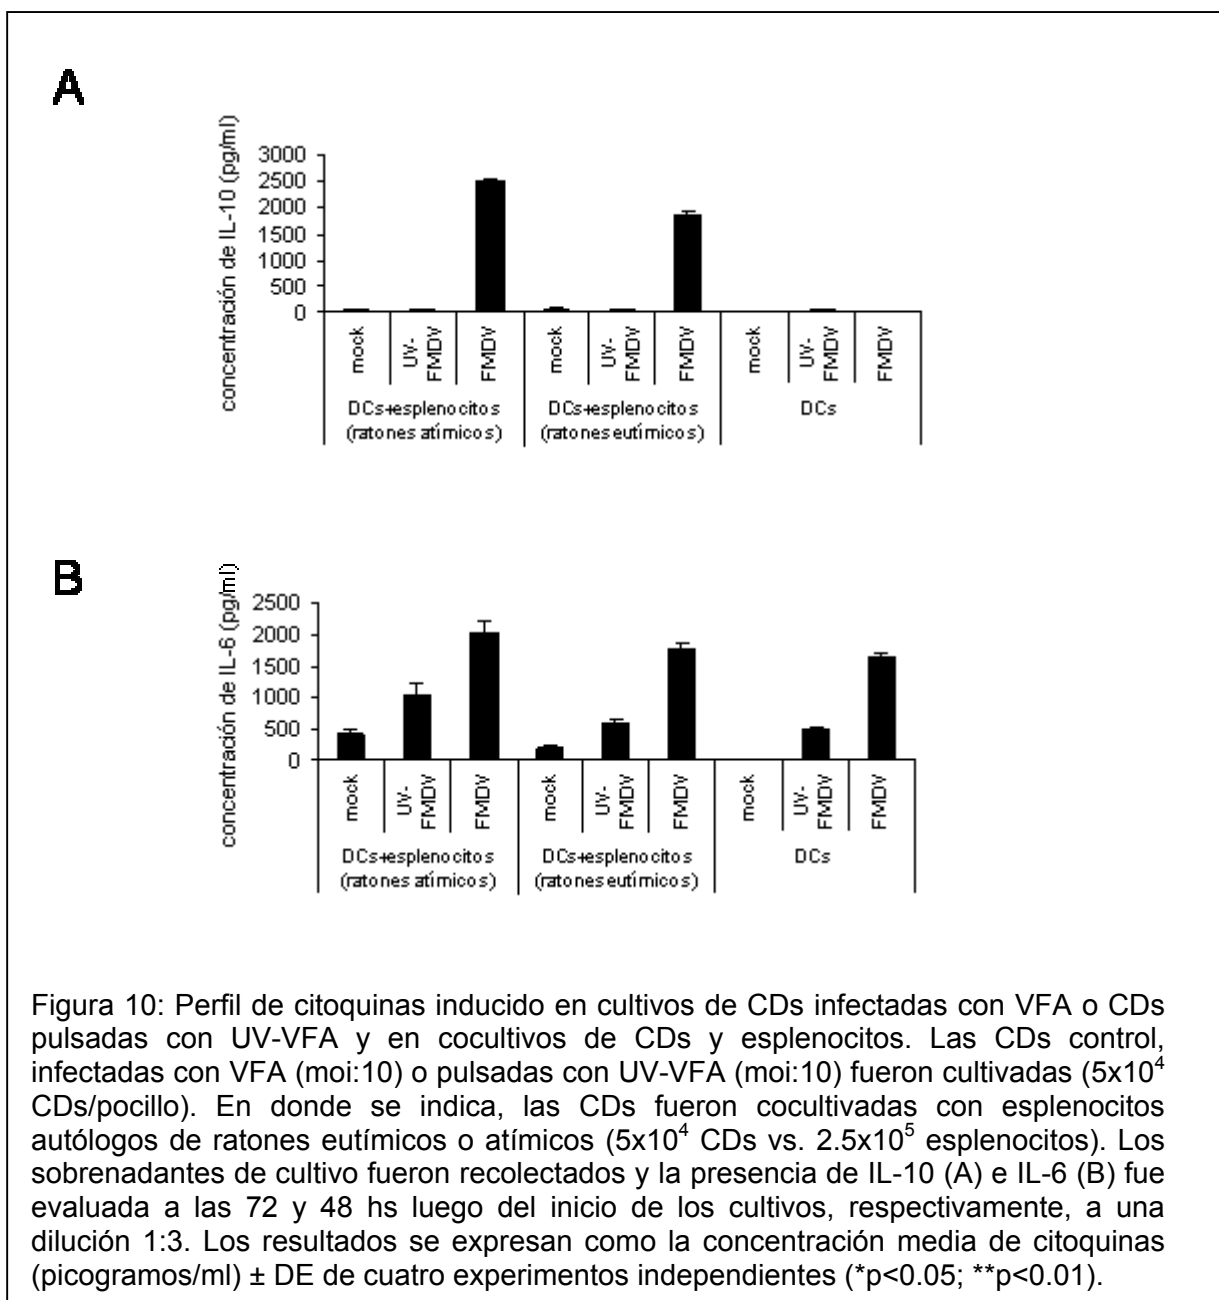 A
concentración de IL-10 (pg/ml)
3000
2500
2000
1500
1000
500
0
mock
UV-
FMDV
FMDV
mock
UV-
FMDV
FMDV
mock
UV-
FMDV
FMDV
DCs+esplenocitos
(ratones atímicos)
DCs+esplenocitos
(ratones eutímicos)
DCs
B
concentración de IL-6 (pg/ml)
2500
2000
1500
1000
500
0
mock
UV-
FMDV
FMDV
mock
UV-
FMDV
FMDV
mock
UV-
FMDV
FMDV
DCs+esplenocitos
(ratones atímicos)
DCs+esplenocitos
(ratones eutímicos)
DCs
Figura 10: Perfil de citoquinas inducido en cultivos de CDs infectadas con VFA o CDs
pulsadas con UV-VFA y en cocultivos de CDs y esplenocitos. Las CDs control,
infectadas con VFA (moi:10) o pulsadas con UV-VFA (moi:10) fueron cultivadas (5x10⁴
CDs/pocillo). En donde se indica, las CDs fueron cocultivadas con esplenocitos
autólogos de ratones eutímicos o atímicos (5x10⁴ CDs vs. 2.5x10⁵ esplenocitos). Los
sobrenadantes de cultivo fueron recolectados y la presencia de IL-10 (A) e IL-6 (B) fue
evaluada a las 72 y 48 hs luego del inicio de los cultivos, respectivamente, a una
dilución 1:3. Los resultados se expresan como la concentración media de citoquinas
(picogramos/ml) ± DE de cuatro experimentos independientes (*p<0.05; **p<0.01).